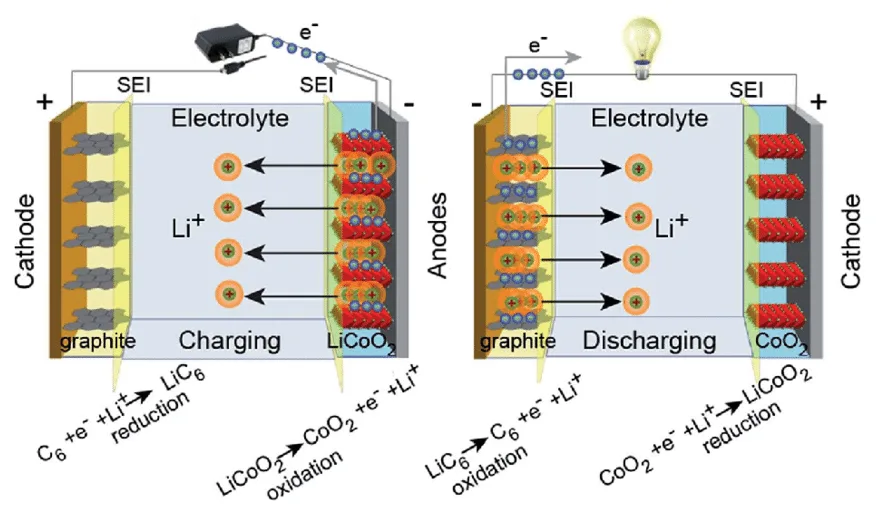 e-
SEI
SEI
+
-
Electrolyte
Cathode
Li+
graphite
Charging
LiCoO2
C6 +e- +Li+→ LiC6
reduction
LiCoO2→CoO2 +e- +Li+
oxidation
Anodes
e-
SEI
SEI
-
+
Electrolyte
Li+
Cathode
graphite
Discharging
CoO2
LiC6→C6 +e- +Li+
oxidation
CoO2 +e- +Li+→LiCoO2
reduction